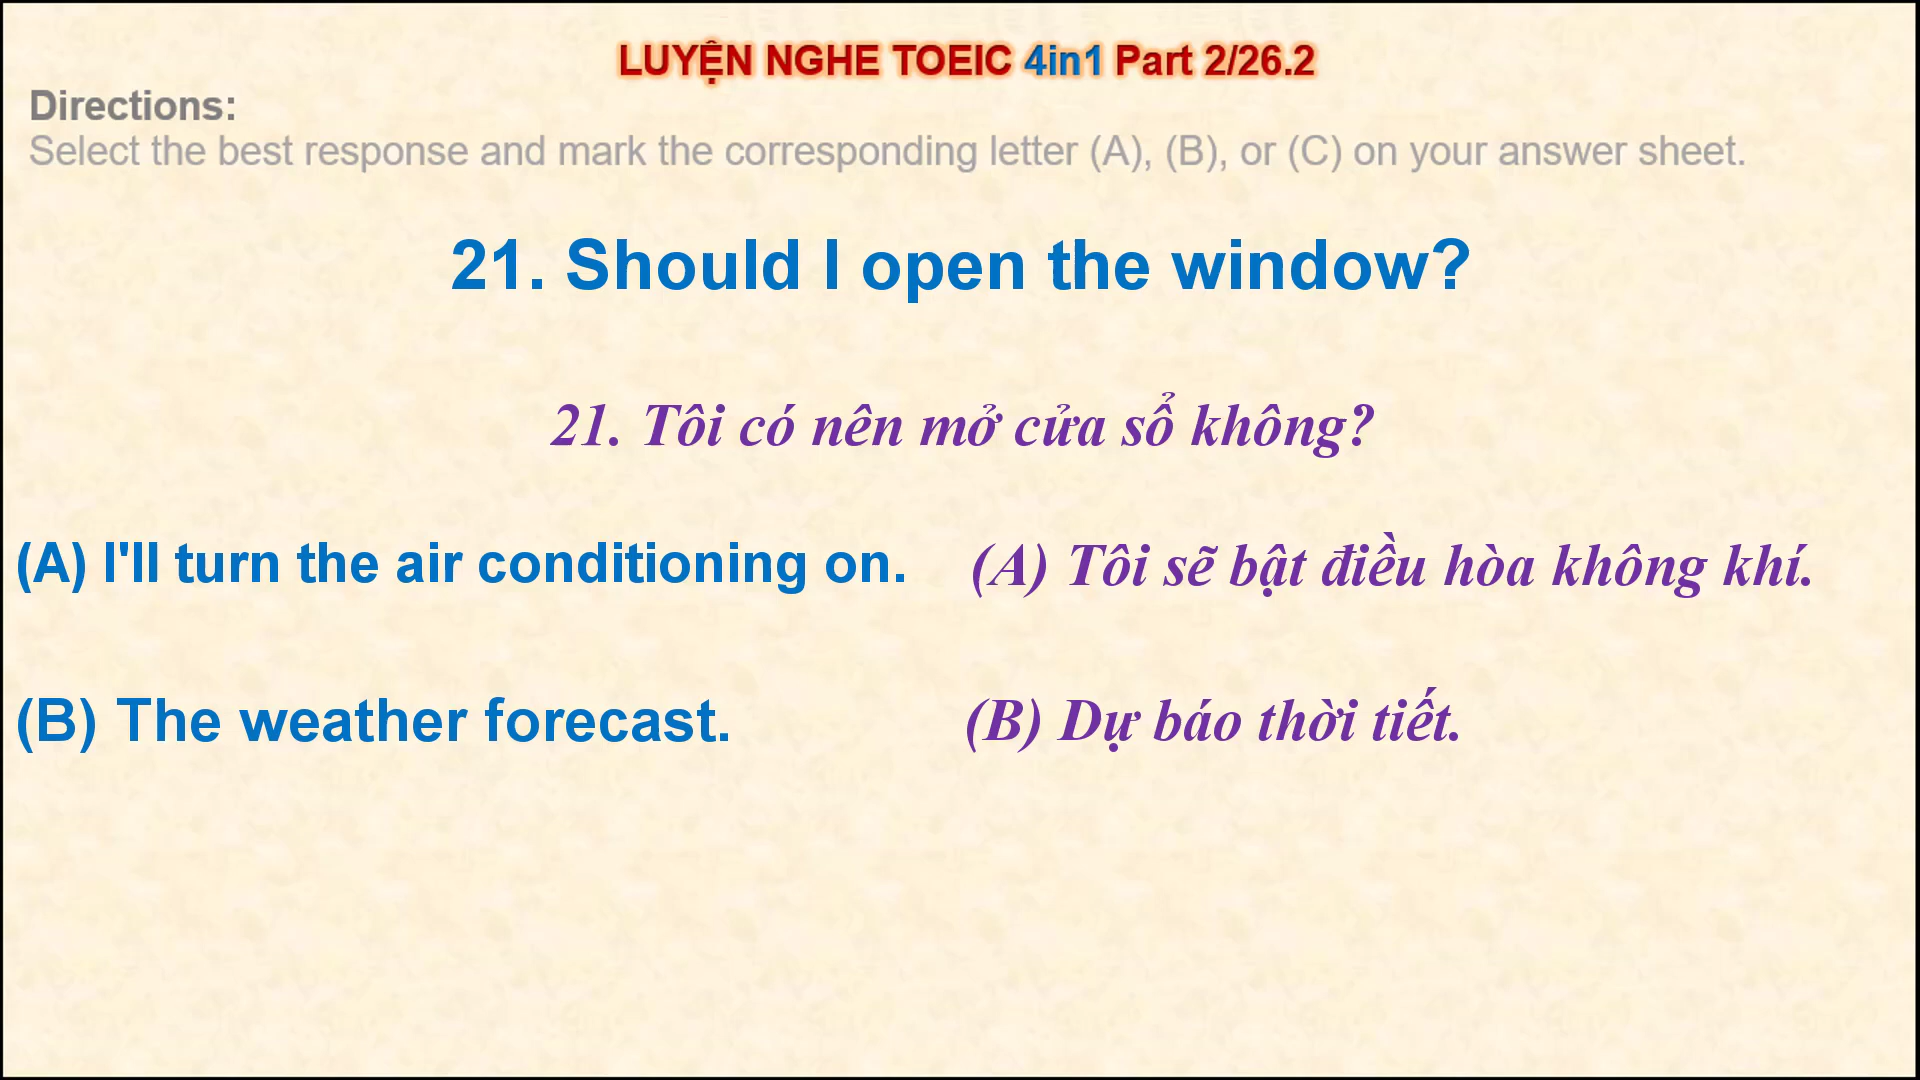 LUYỆN NGHE TOEIC 4in1 Part 2/26.2
Directions:
Select the best response and mark the corresponding letter (A), (B), or (C) on your answer sheet.
21. Should I open the window?
21. Tôi có nên mở cửa sổ không?
(A) I'll turn the air conditioning on. (A) Tôi sẽ bật điều hòa không khí.
(B) The weather forecast. (B) Dự báo thời tiết.